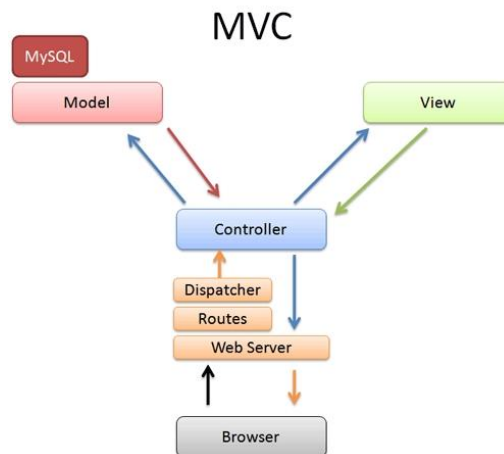 MVC
MySQL
Model
View
Controller
Dispatcher
Routes
Web Server
Browser